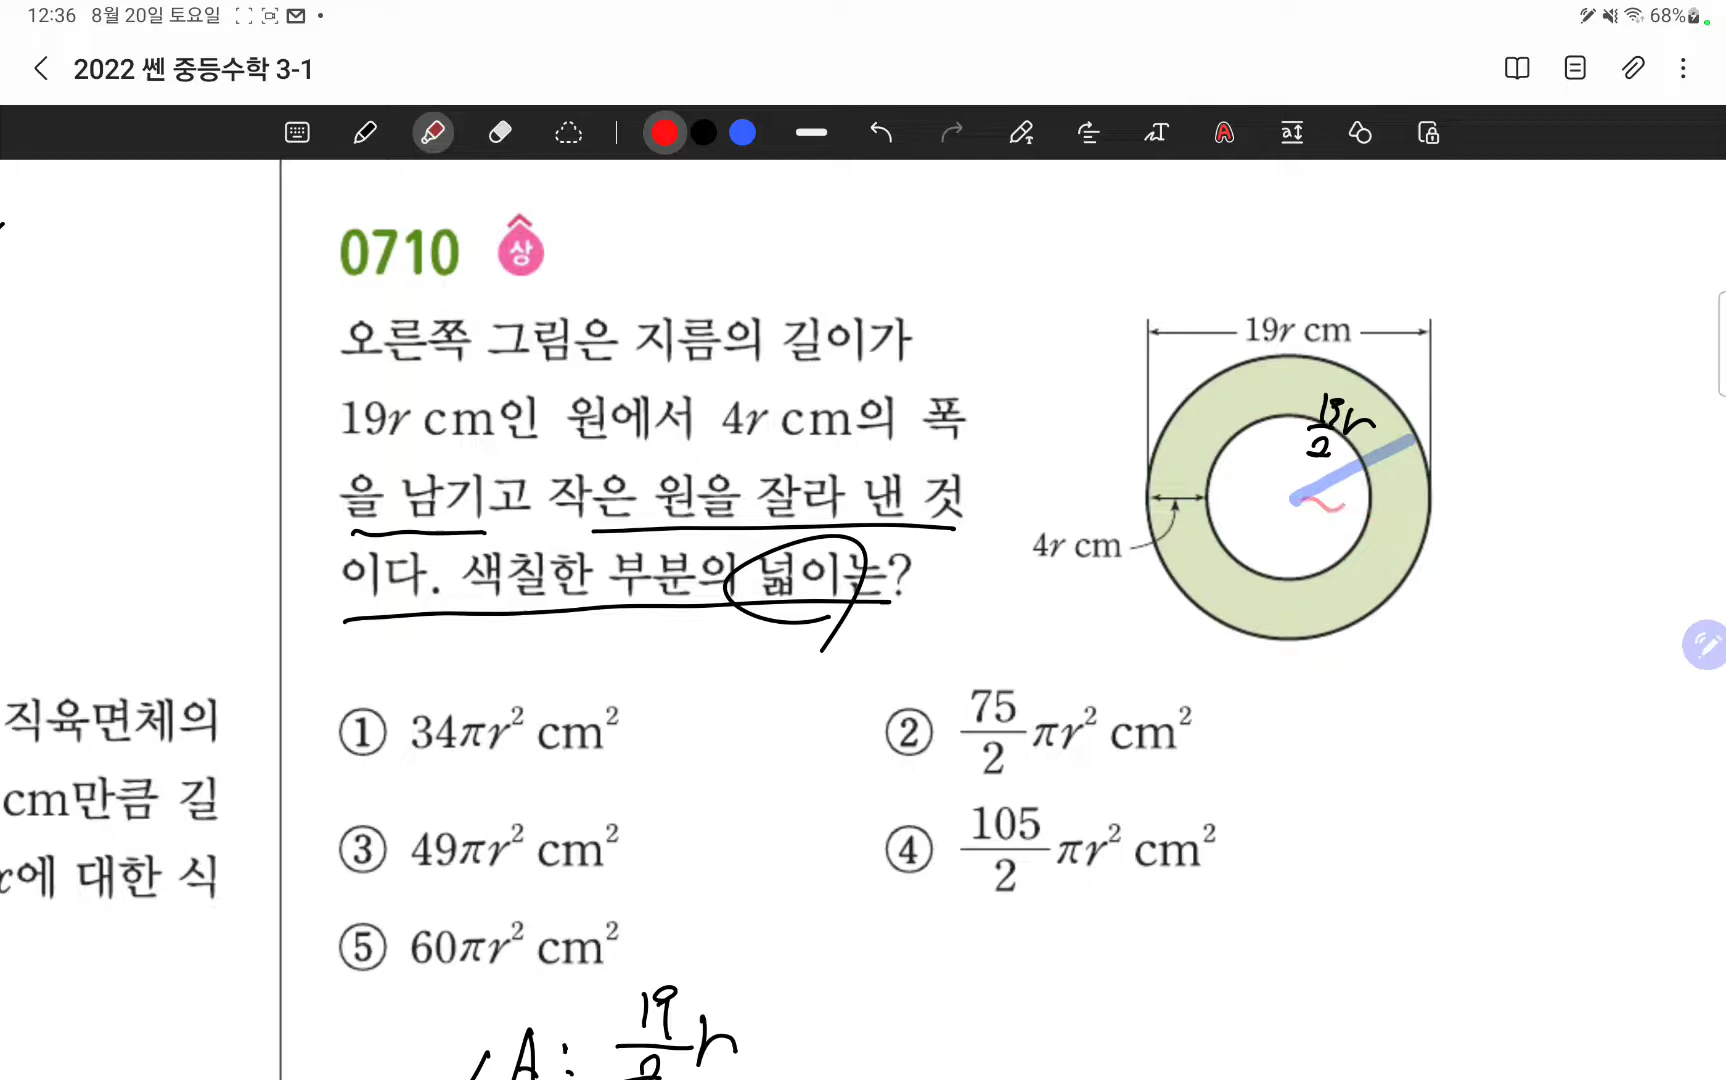 12:36 8월 20일 토요일 68%
2022 쎈 중등수학 3-1
0710 상
오른쪽 그림은 지름의 길이가
19r cm인 원에서 4r cm의 폭
을 남기고 작은 원을 잘라 낸 것
이다. 색칠한 부분의 넓이는?
19r cm
19/2 r
4r cm
① 34πr² cm²
② 75/2 πr² cm²
③ 49πr² cm²
④ 105/2 πr² cm²
⑤ 60πr² cm²
직육면체의
cm만큼 길
x에 대한 식
A: 19/2 r